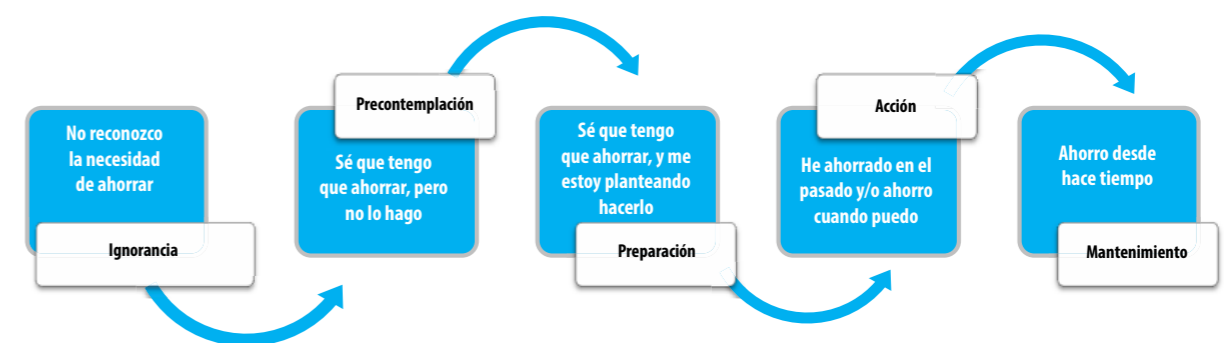 No reconozco
la necesidad
de ahorrar
Ignorancia
Precontemplación
Sé que tengo
que ahorrar, pero
no lo hago
Sé que tengo
que ahorrar, y me
estoy planteando
hacerlo
Preparación
Acción
He ahorrado en el
pasado y/o ahorro
cuando puedo
Ahorro desde
hace tiempo
Mantenimiento